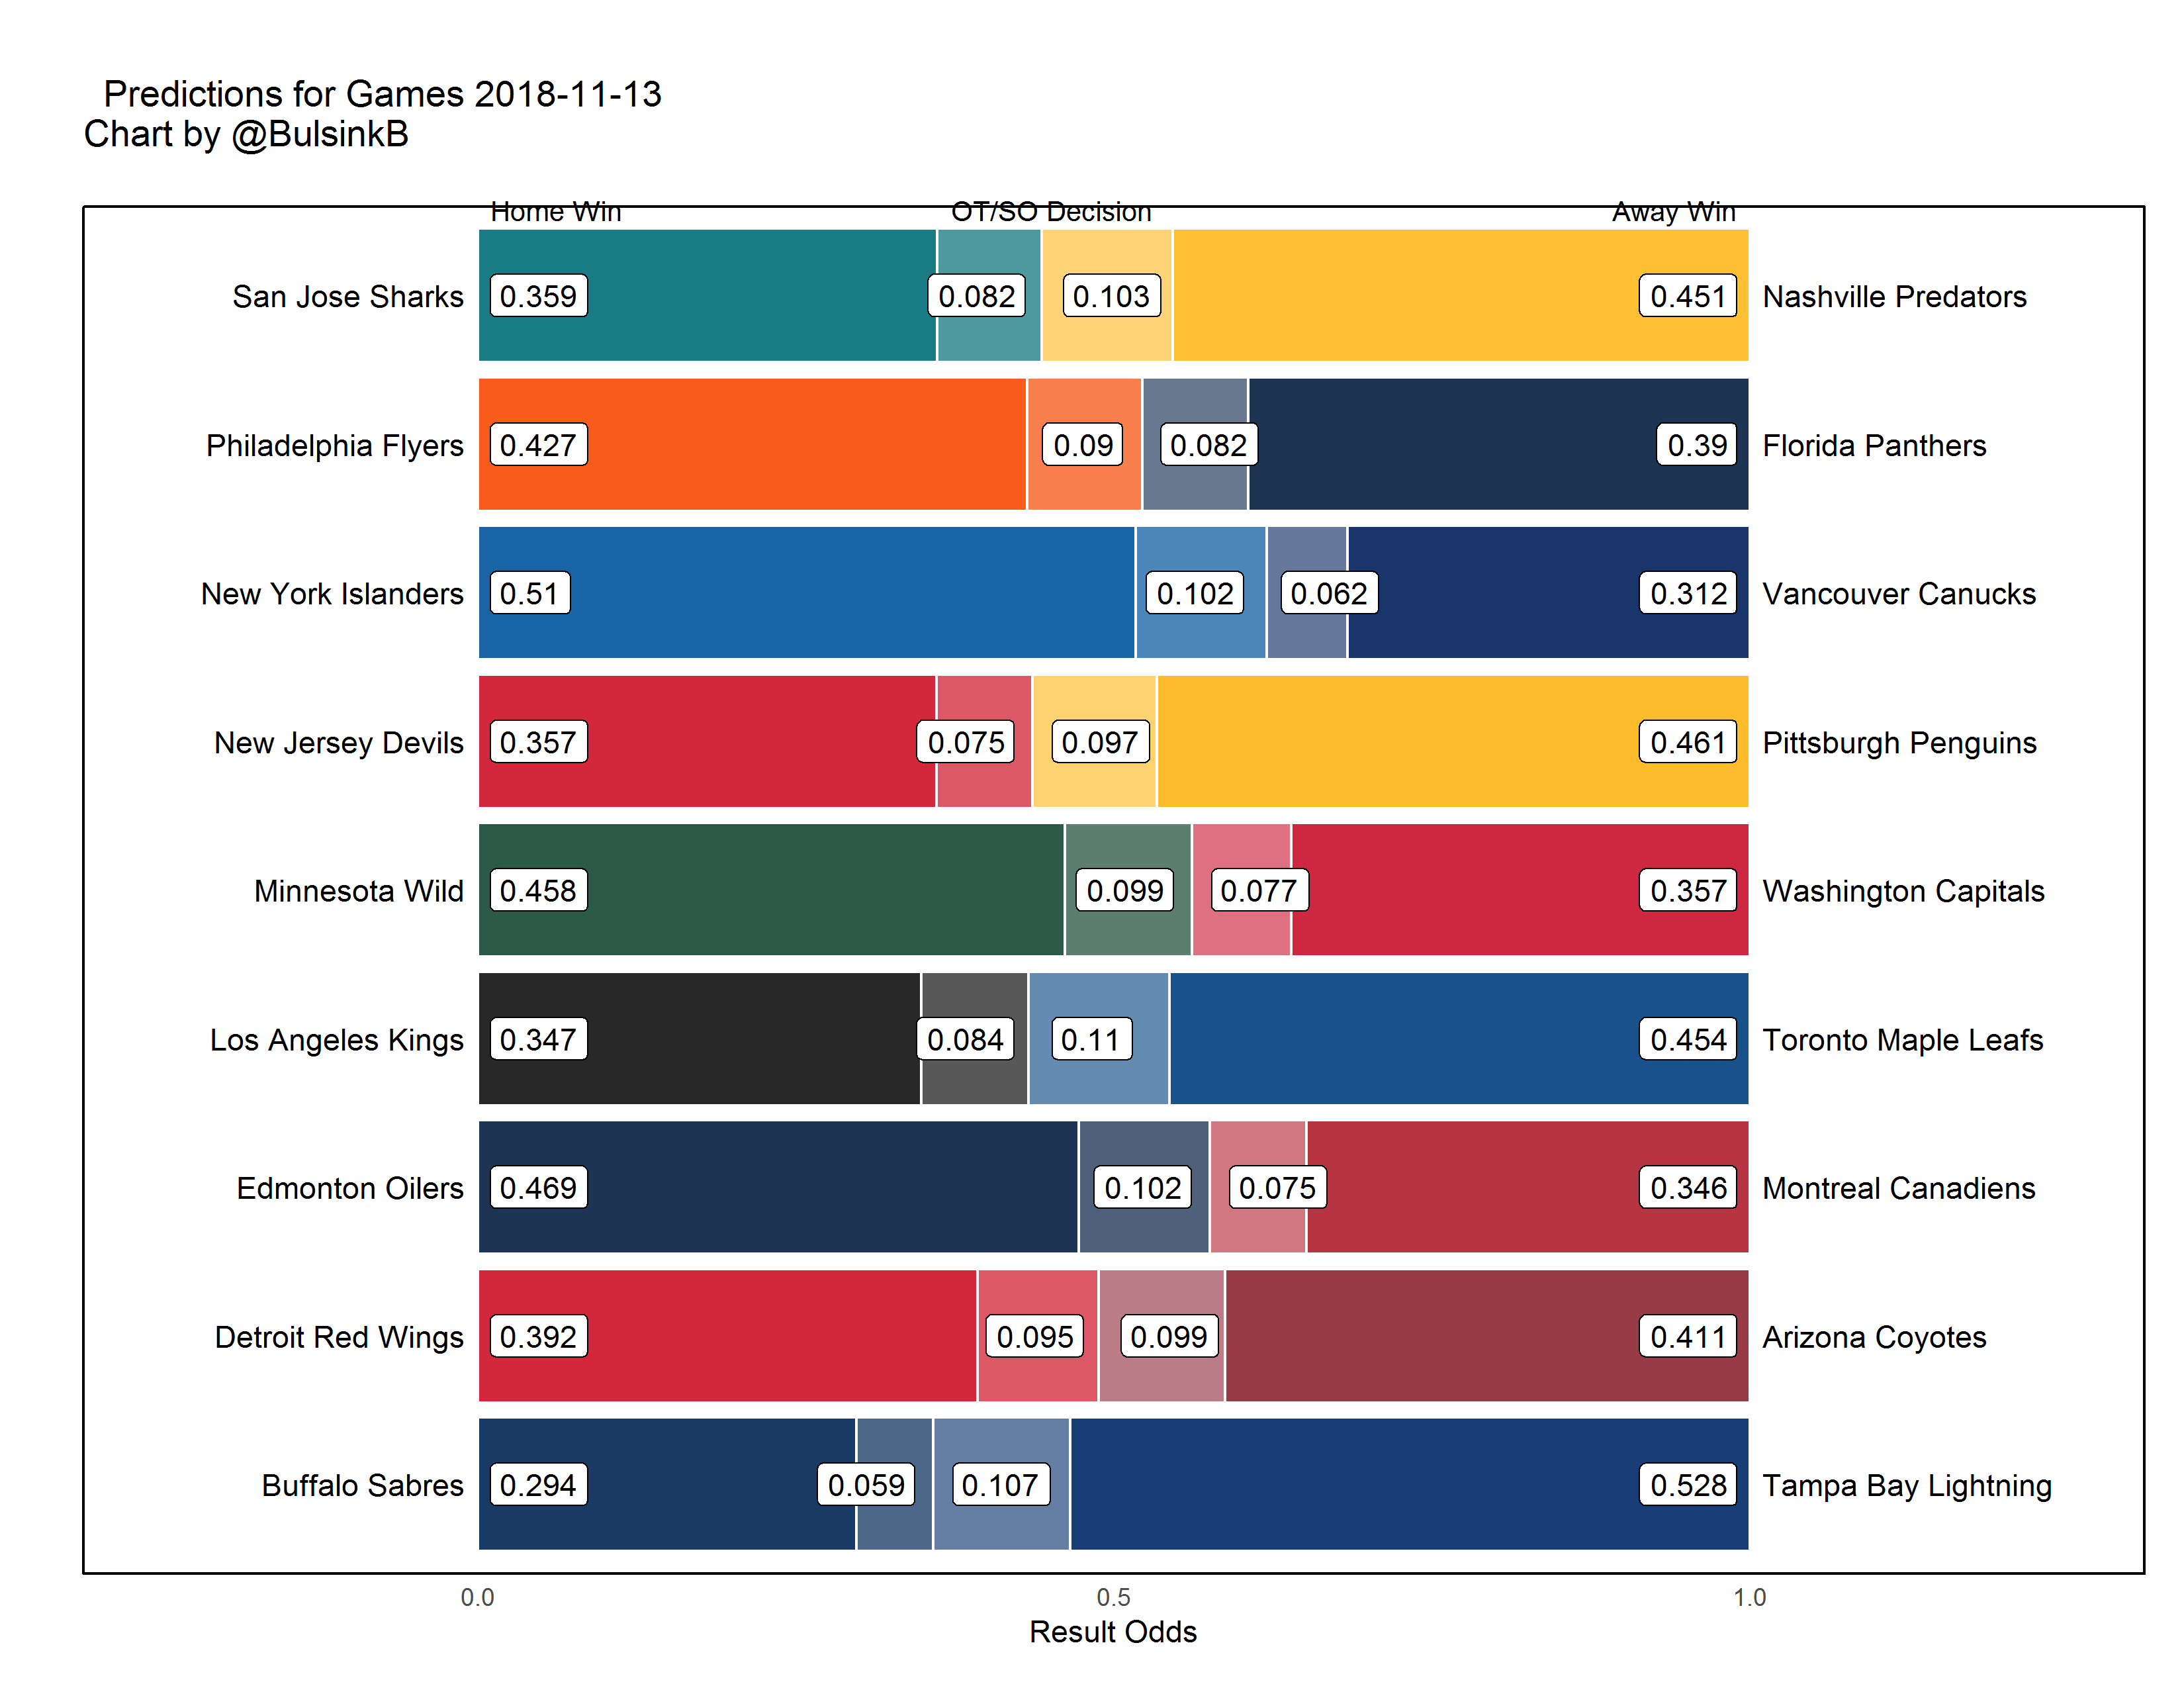 Predictions for Games 2018-11-13
Chart by @BulsinkB
Home Win OT/SO Decision Away Win
San Jose Sharks 0.359 0.082 0.103 0.451 Nashville Predators
Philadelphia Flyers 0.427 0.09 0.082 0.39 Florida Panthers
New York Islanders 0.51 0.102 0.062 0.312 Vancouver Canucks
New Jersey Devils 0.357 0.075 0.097 0.461 Pittsburgh Penguins
Minnesota Wild 0.458 0.099 0.077 0.357 Washington Capitals
Los Angeles Kings 0.347 0.084 0.11 0.454 Toronto Maple Leafs
Edmonton Oilers 0.469 0.102 0.075 0.346 Montreal Canadiens
Detroit Red Wings 0.392 0.095 0.099 0.411 Arizona Coyotes
Buffalo Sabres 0.294 0.059 0.107 0.528 Tampa Bay Lightning
0.0 0.5 1.0
Result Odds